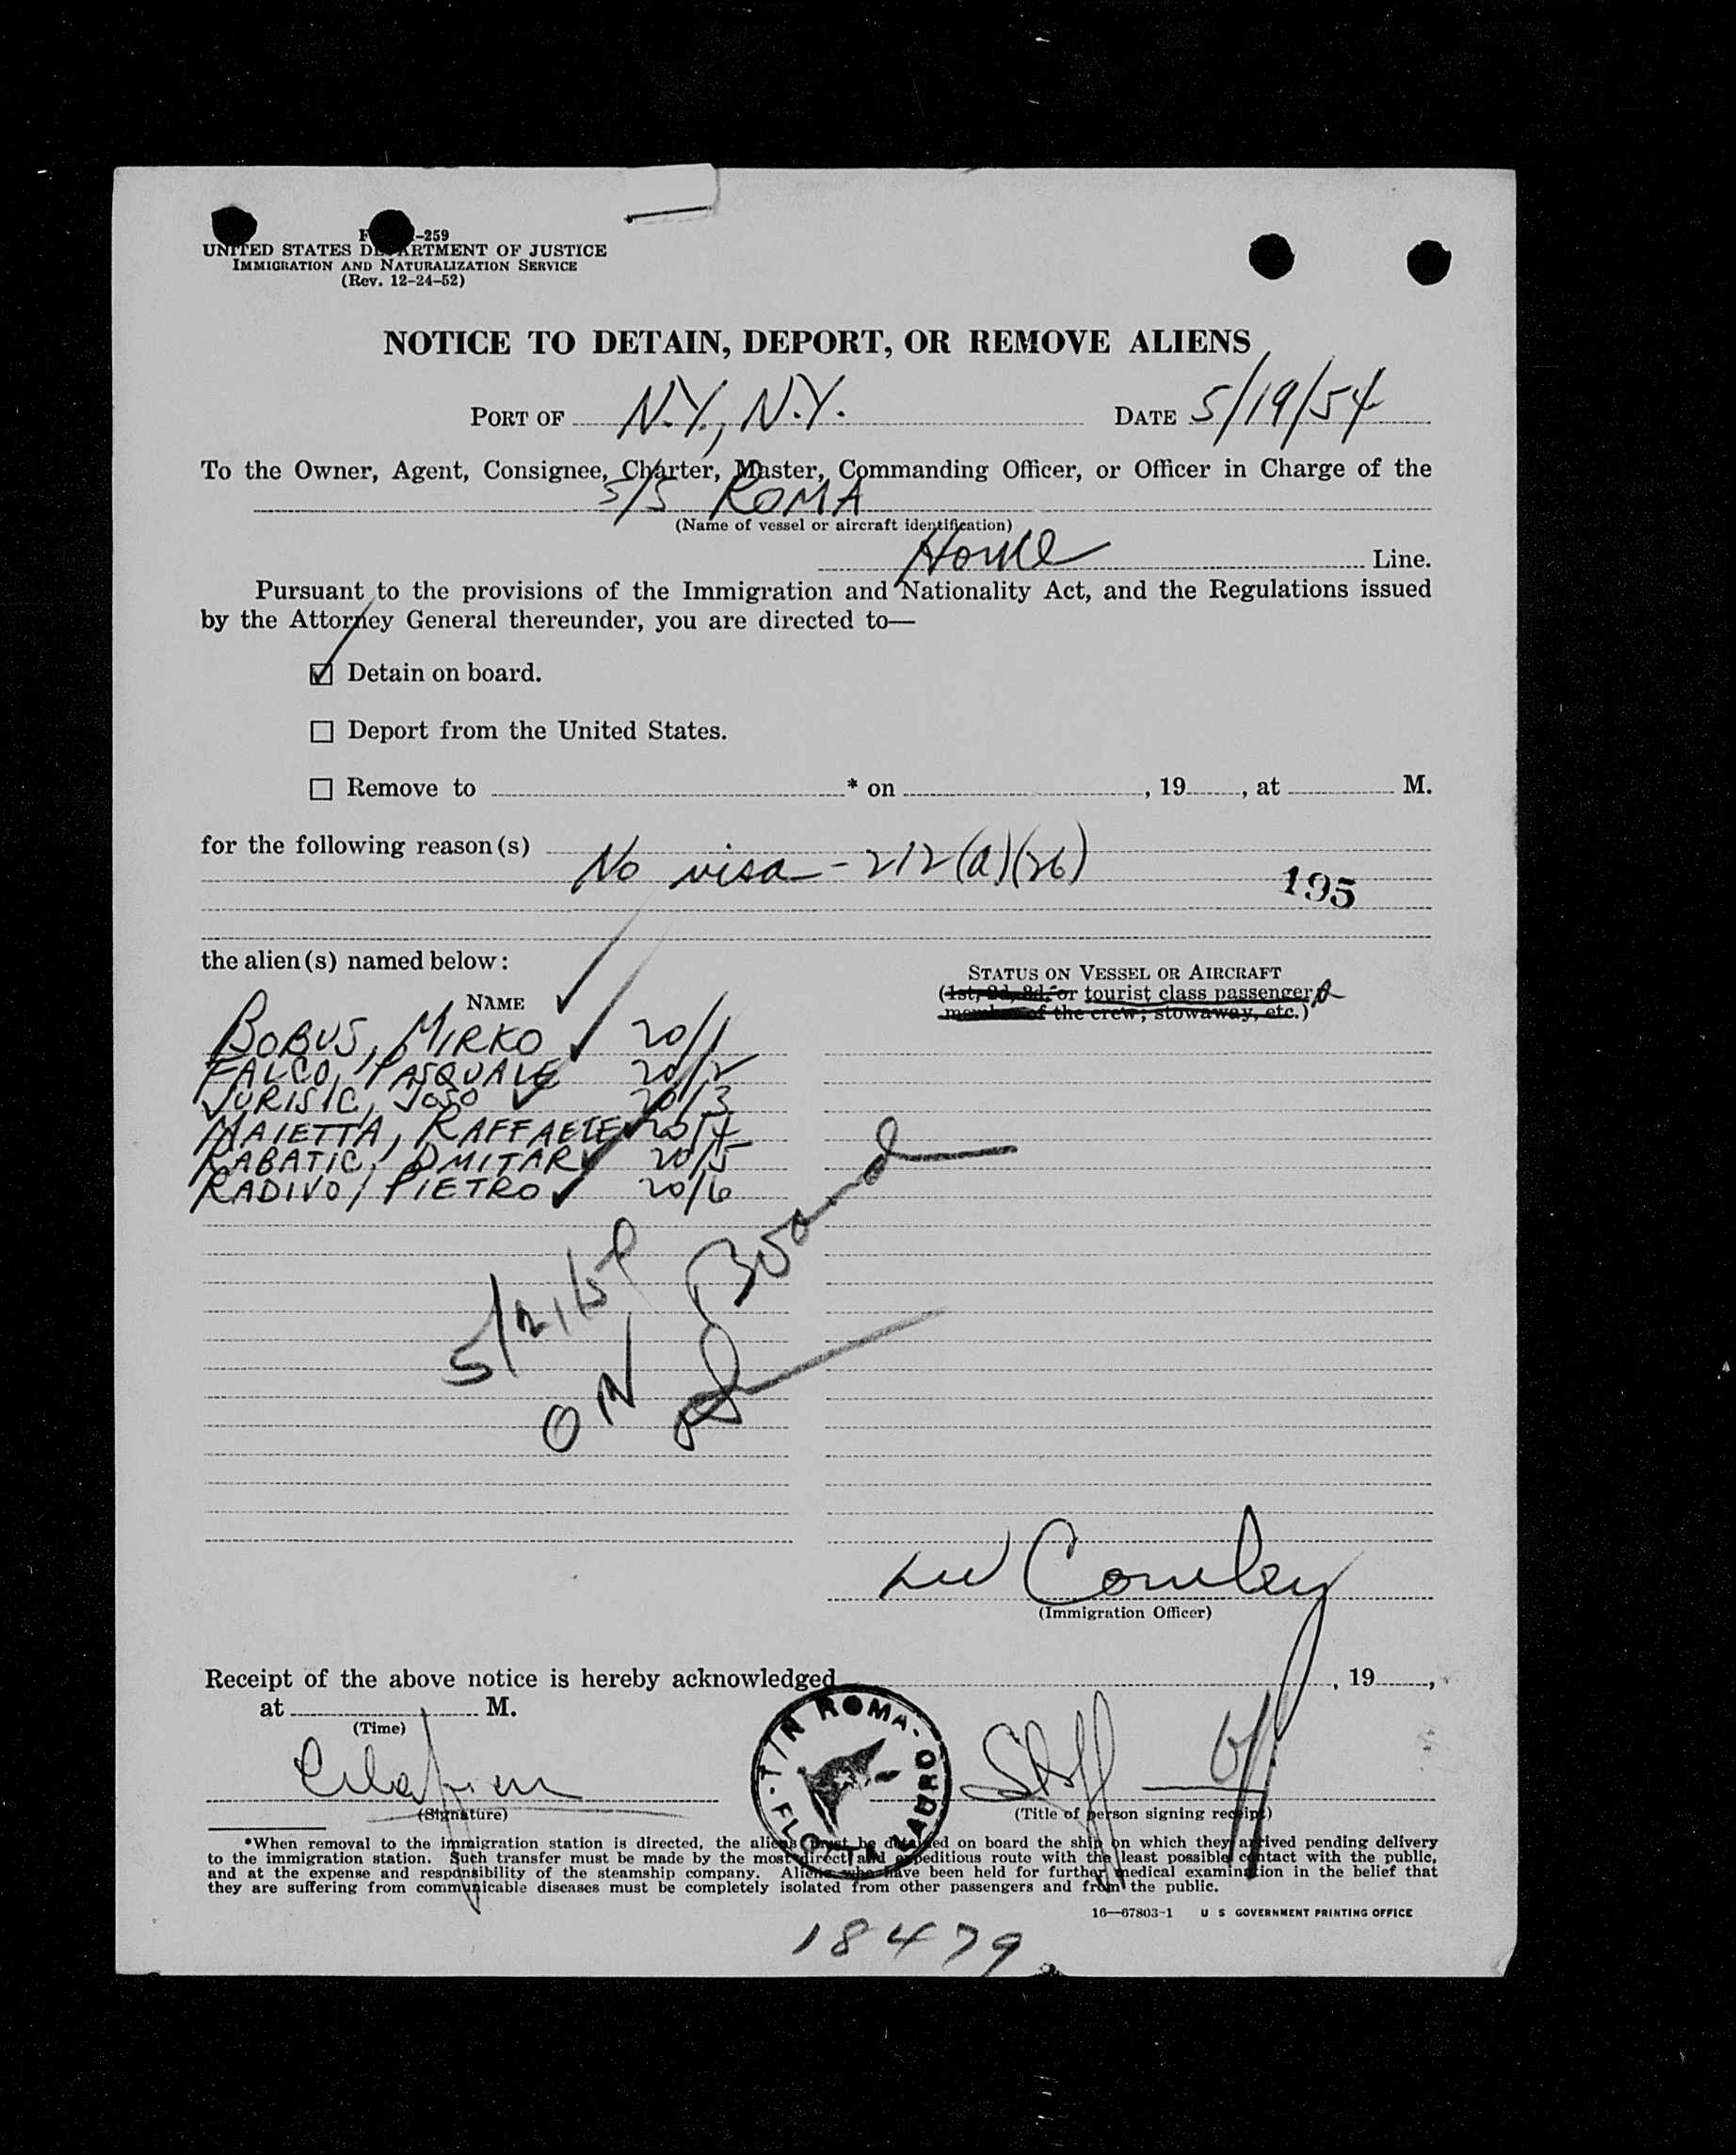 -259
UNITED STATES DEPARTMENT OF JUSTICE
IMMIGRATION AND NATURALIZATION SERVICE
(Rev. 12-24-52)
NOTICE TO DETAIN, DEPORT, OR REMOVE ALIENS
PORT OF N.Y., N.Y. DATE 5/19/54
To the Owner, Agent, Consignee, Charter, Master, Commanding Officer, or Officer in Charge of the
S/S ROMA
(Name of vessel or aircraft identification)
Home Line.
Pursuant to the provisions of the Immigration and Nationality Act, and the Regulations issued
by the Attorney General thereunder, you are directed to—
☑ Detain on board.
☐ Deport from the United States.
☐ Remove to * on , 19 , at M.
for the following reason(s)
No visa - 212(a)(26)
195
the alien(s) named below:
NAME
STATUS ON VESSEL OR AIRCRAFT
(1st, 2d, 3d, or tourist class passenger,
member of the crew; stowaway, etc.)
BOBUS, MIRKO 20/1
FALCO, PASQUALE 20/2
JURISIC, JOSO 20/3
MAIETTA, RAFFAELE 20/4
RABATIC, DMITAR 20/5
RADIVO, PIETRO 20/6
5/21/54
ON Board
Cowley
(Immigration Officer)
Receipt of the above notice is hereby acknowledged , 19 ,
at M.
(Time)
T/N ROMA - FLOTTA LAURO
Staff Off
(Signature)
(Title of person signing receipt)
*When removal to the immigration station is directed, the aliens must be detained on board the ship on which they arrived pending delivery
to the immigration station. Such transfer must be made by the most direct and expeditious route with the least possible contact with the public,
and at the expense and responsibility of the steamship company. Aliens who have been held for further medical examination in the belief that
they are suffering from communicable diseases must be completely isolated from other passengers and from the public.
16—67803-1 U S GOVERNMENT PRINTING OFFICE
18479